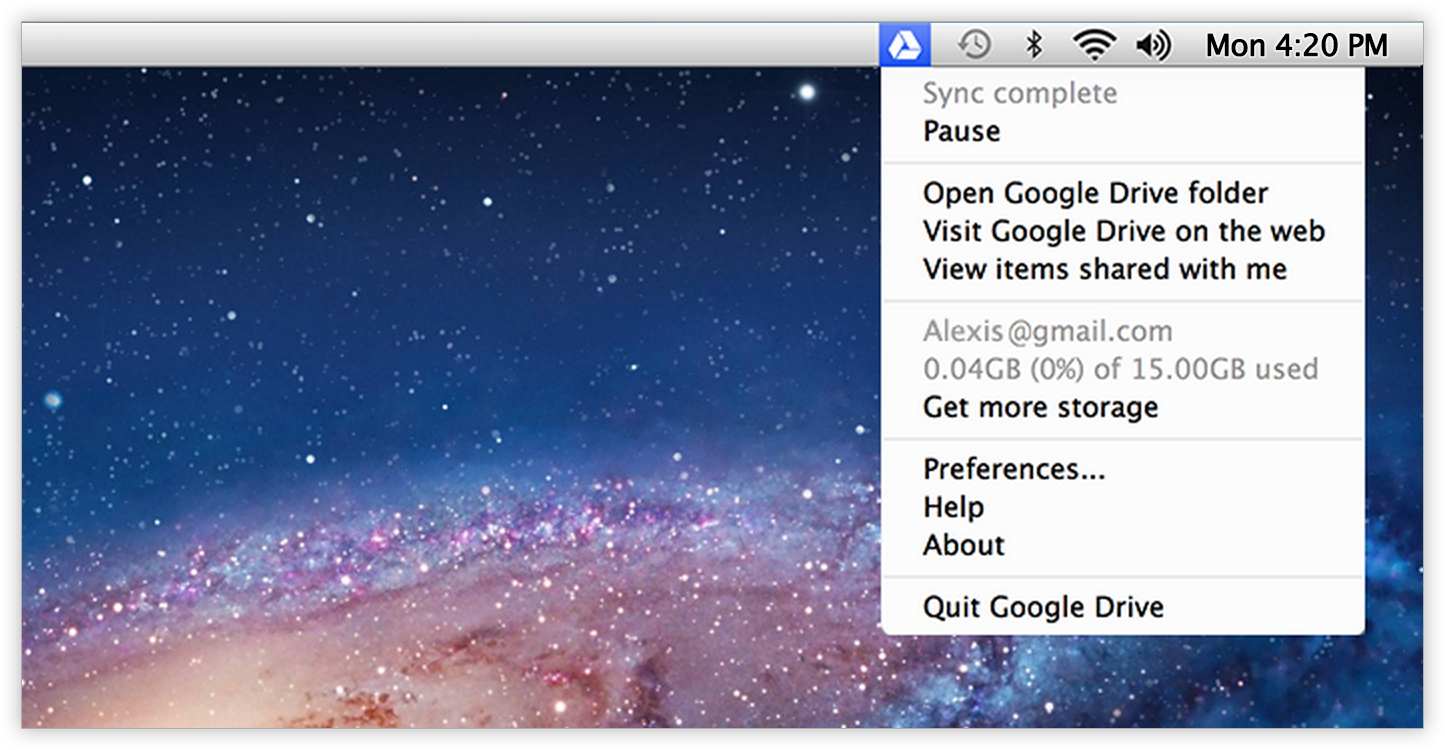 Mon 4:20 PM
Sync complete
Pause
Open Google Drive folder
Visit Google Drive on the web
View items shared with me
Alexis@gmail.com
0.04GB (0%) of 15.00GB used
Get more storage
Preferences...
Help
About
Quit Google Drive